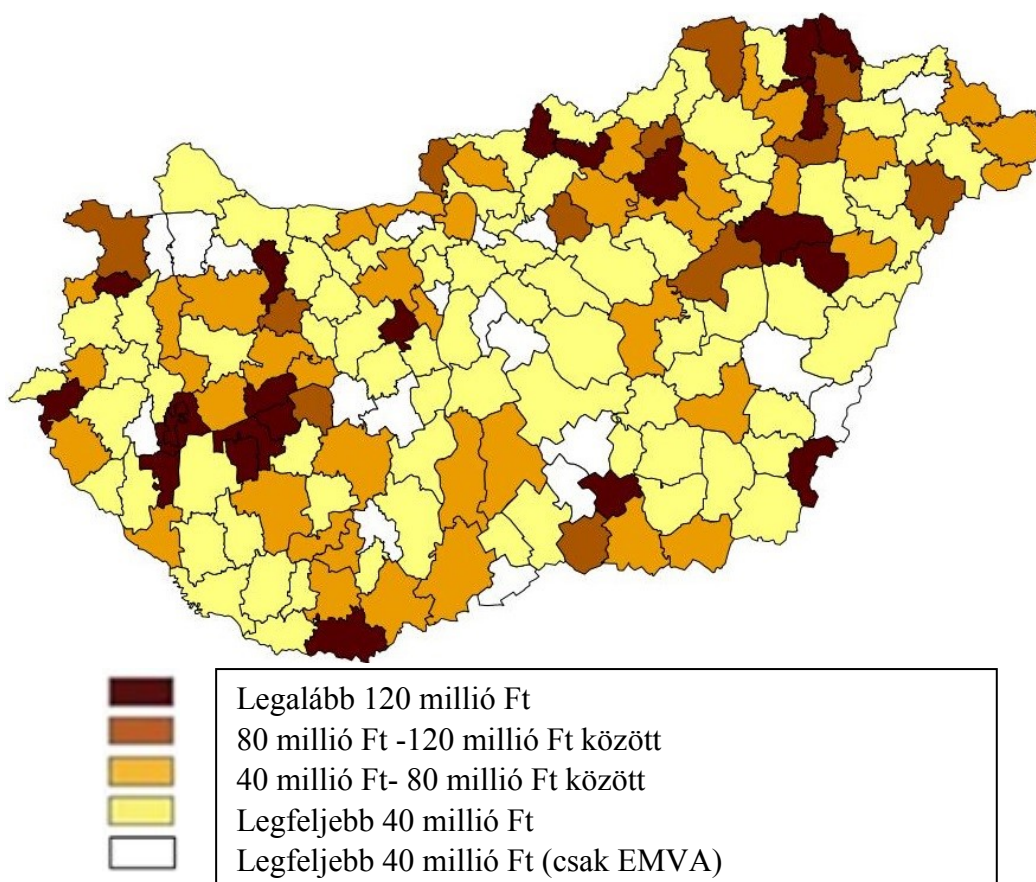 Legalább 120 millió Ft
80 millió Ft -120 millió Ft között
40 millió Ft- 80 millió Ft között
Legfeljebb 40 millió Ft
Legfeljebb 40 millió Ft (csak EMVA)